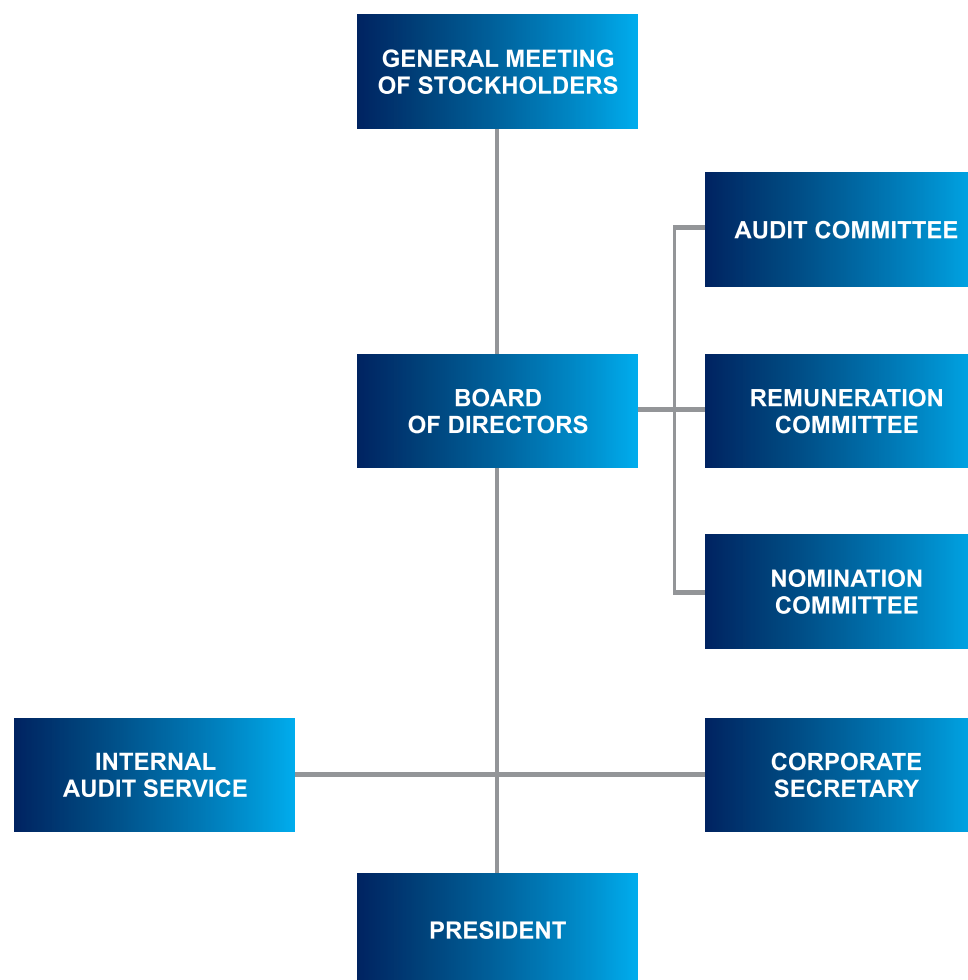 GENERAL MEETING
OF STOCKHOLDERS
AUDIT COMMITTEE
BOARD
OF DIRECTORS
REMUNERATION
COMMITTEE
NOMINATION
COMMITTEE
INTERNAL
AUDIT SERVICE
CORPORATE
SECRETARY
PRESIDENT